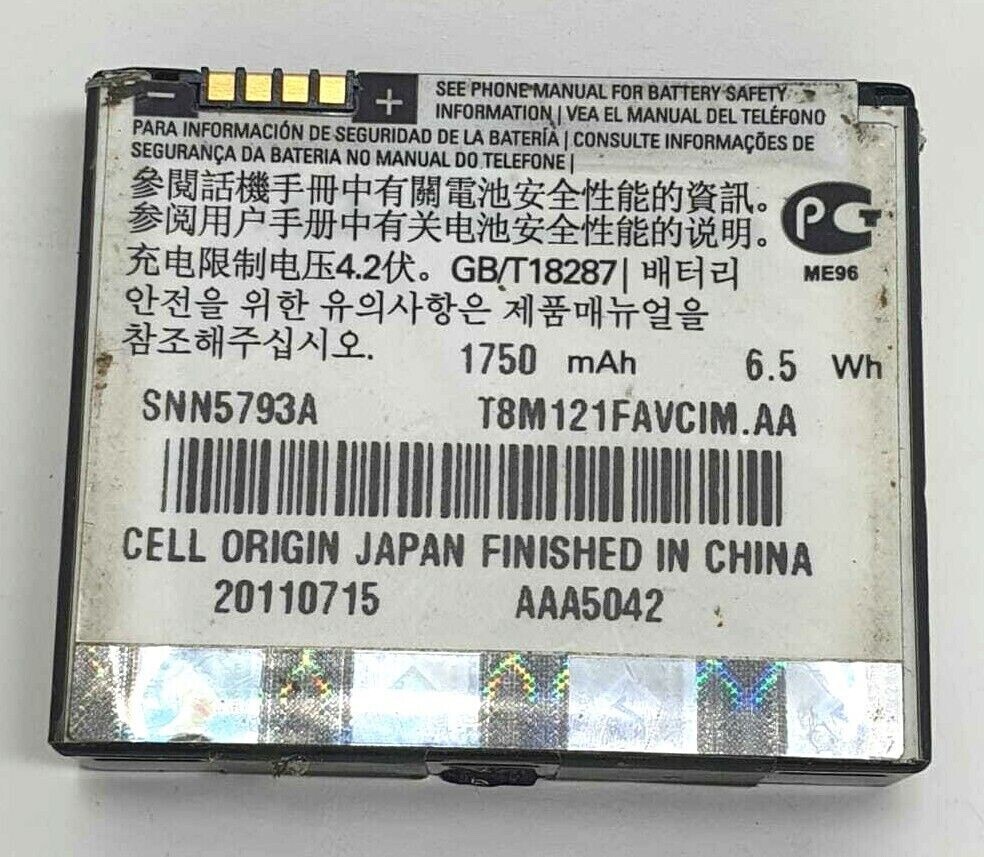 SEE PHONE MANUAL FOR BATTERY SAFETY
INFORMATION | VEA EL MANUAL DEL TELÉFONO
PARA INFORMACIÓN DE SEGURIDAD DE LA BATERÍA | CONSULTE INFORMAÇÕES DE
SEGURANÇA DA BATERIA NO MANUAL DO TELEFONE |
參閱話機手冊中有關電池安全性能的資訊。
参阅用户手册中有关电池安全性能的说明。
充电限制电压4.2伏。GB/T18287 | 배터리
안전을 위한 유의사항은 제품매뉴얼을
참조해주십시오.
1750 mAh 6.5 Wh
PCT
ME96
SNN5793A T8M121FAVCIM.AA
CELL ORIGIN JAPAN FINISHED IN CHINA
20110715 AAA5042